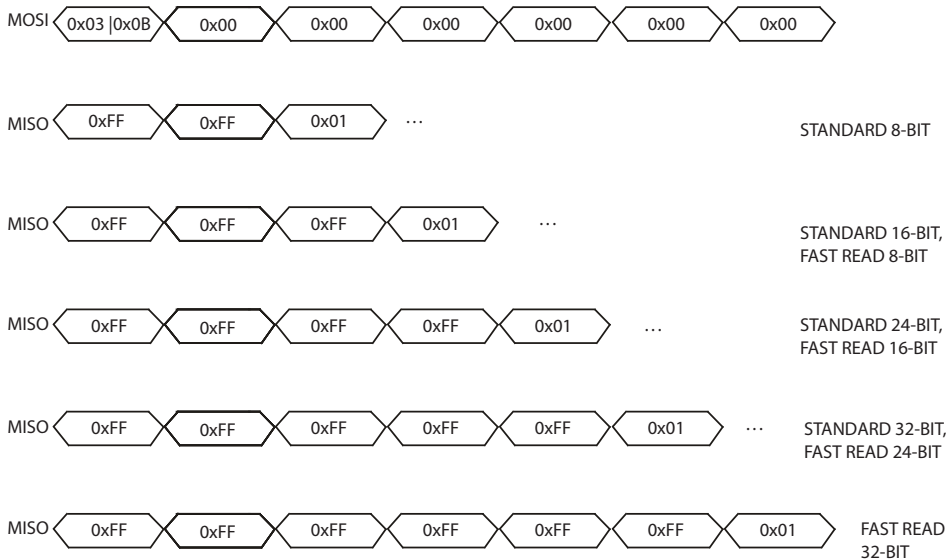 MOSI 0x03 |0x0B 0x00 0x00 0x00 0x00 0x00 0x00
MISO 0xFF 0xFF 0x01 ... STANDARD 8-BIT
MISO 0xFF 0xFF 0xFF 0x01 ... STANDARD 16-BIT,
FAST READ 8-BIT
MISO 0xFF 0xFF 0xFF 0xFF 0x01 ... STANDARD 24-BIT,
FAST READ 16-BIT
MISO 0xFF 0xFF 0xFF 0xFF 0xFF 0x01 ... STANDARD 32-BIT,
FAST READ 24-BIT
MISO 0xFF 0xFF 0xFF 0xFF 0xFF 0xFF 0x01 FAST READ
32-BIT